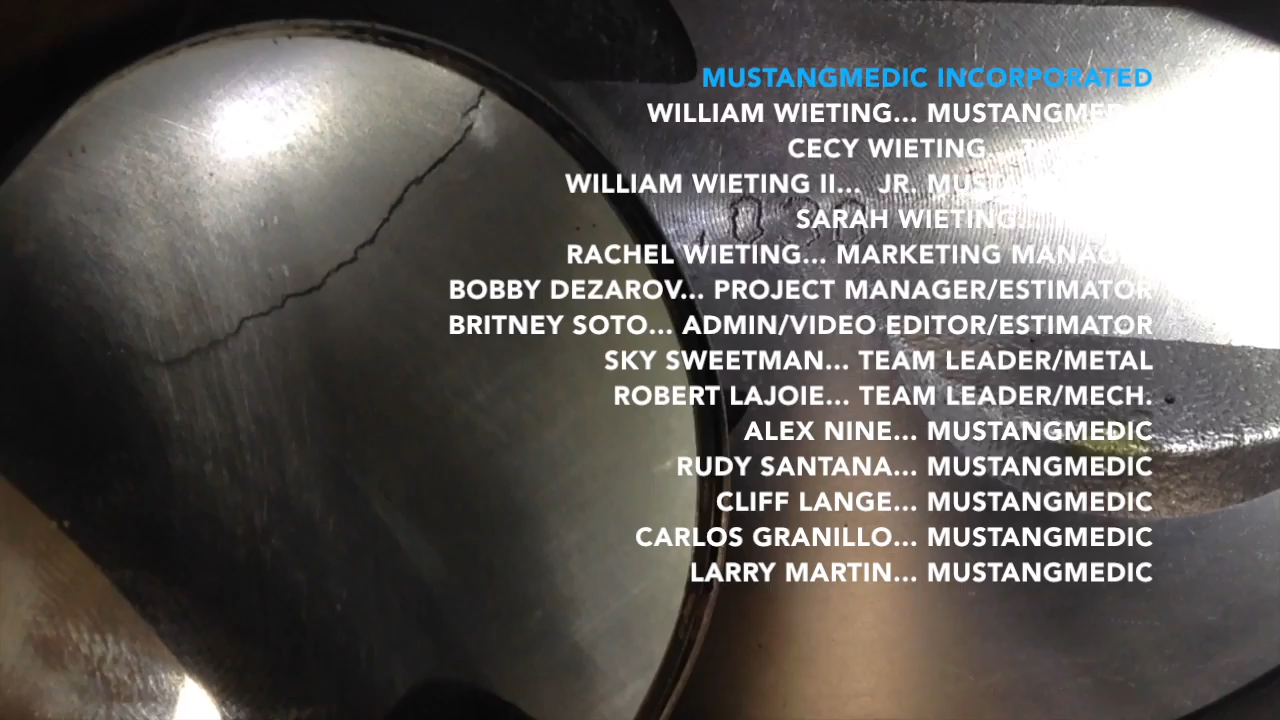 MUSTANGMEDIC INCORPORATED
WILLIAM WIETING... MUSTANGMEDIC
CECY WIETING...
WILLIAM WIETING II... JR.
SARAH WIETING...
RACHEL WIETING... MARKETING MANAGER
BOBBY DEZAROV... PROJECT MANAGER/ESTIMATOR
BRITNEY SOTO... ADMIN/VIDEO EDITOR/ESTIMATOR
SKY SWEETMAN... TEAM LEADER/METAL
ROBERT LAJOIE... TEAM LEADER/MECH.
ALEX NINE... MUSTANGMEDIC
RUDY SANTANA... MUSTANGMEDIC
CLIFF LANGE... MUSTANGMEDIC
CARLOS GRANILLO... MUSTANGMEDIC
LARRY MARTIN... MUSTANGMEDIC